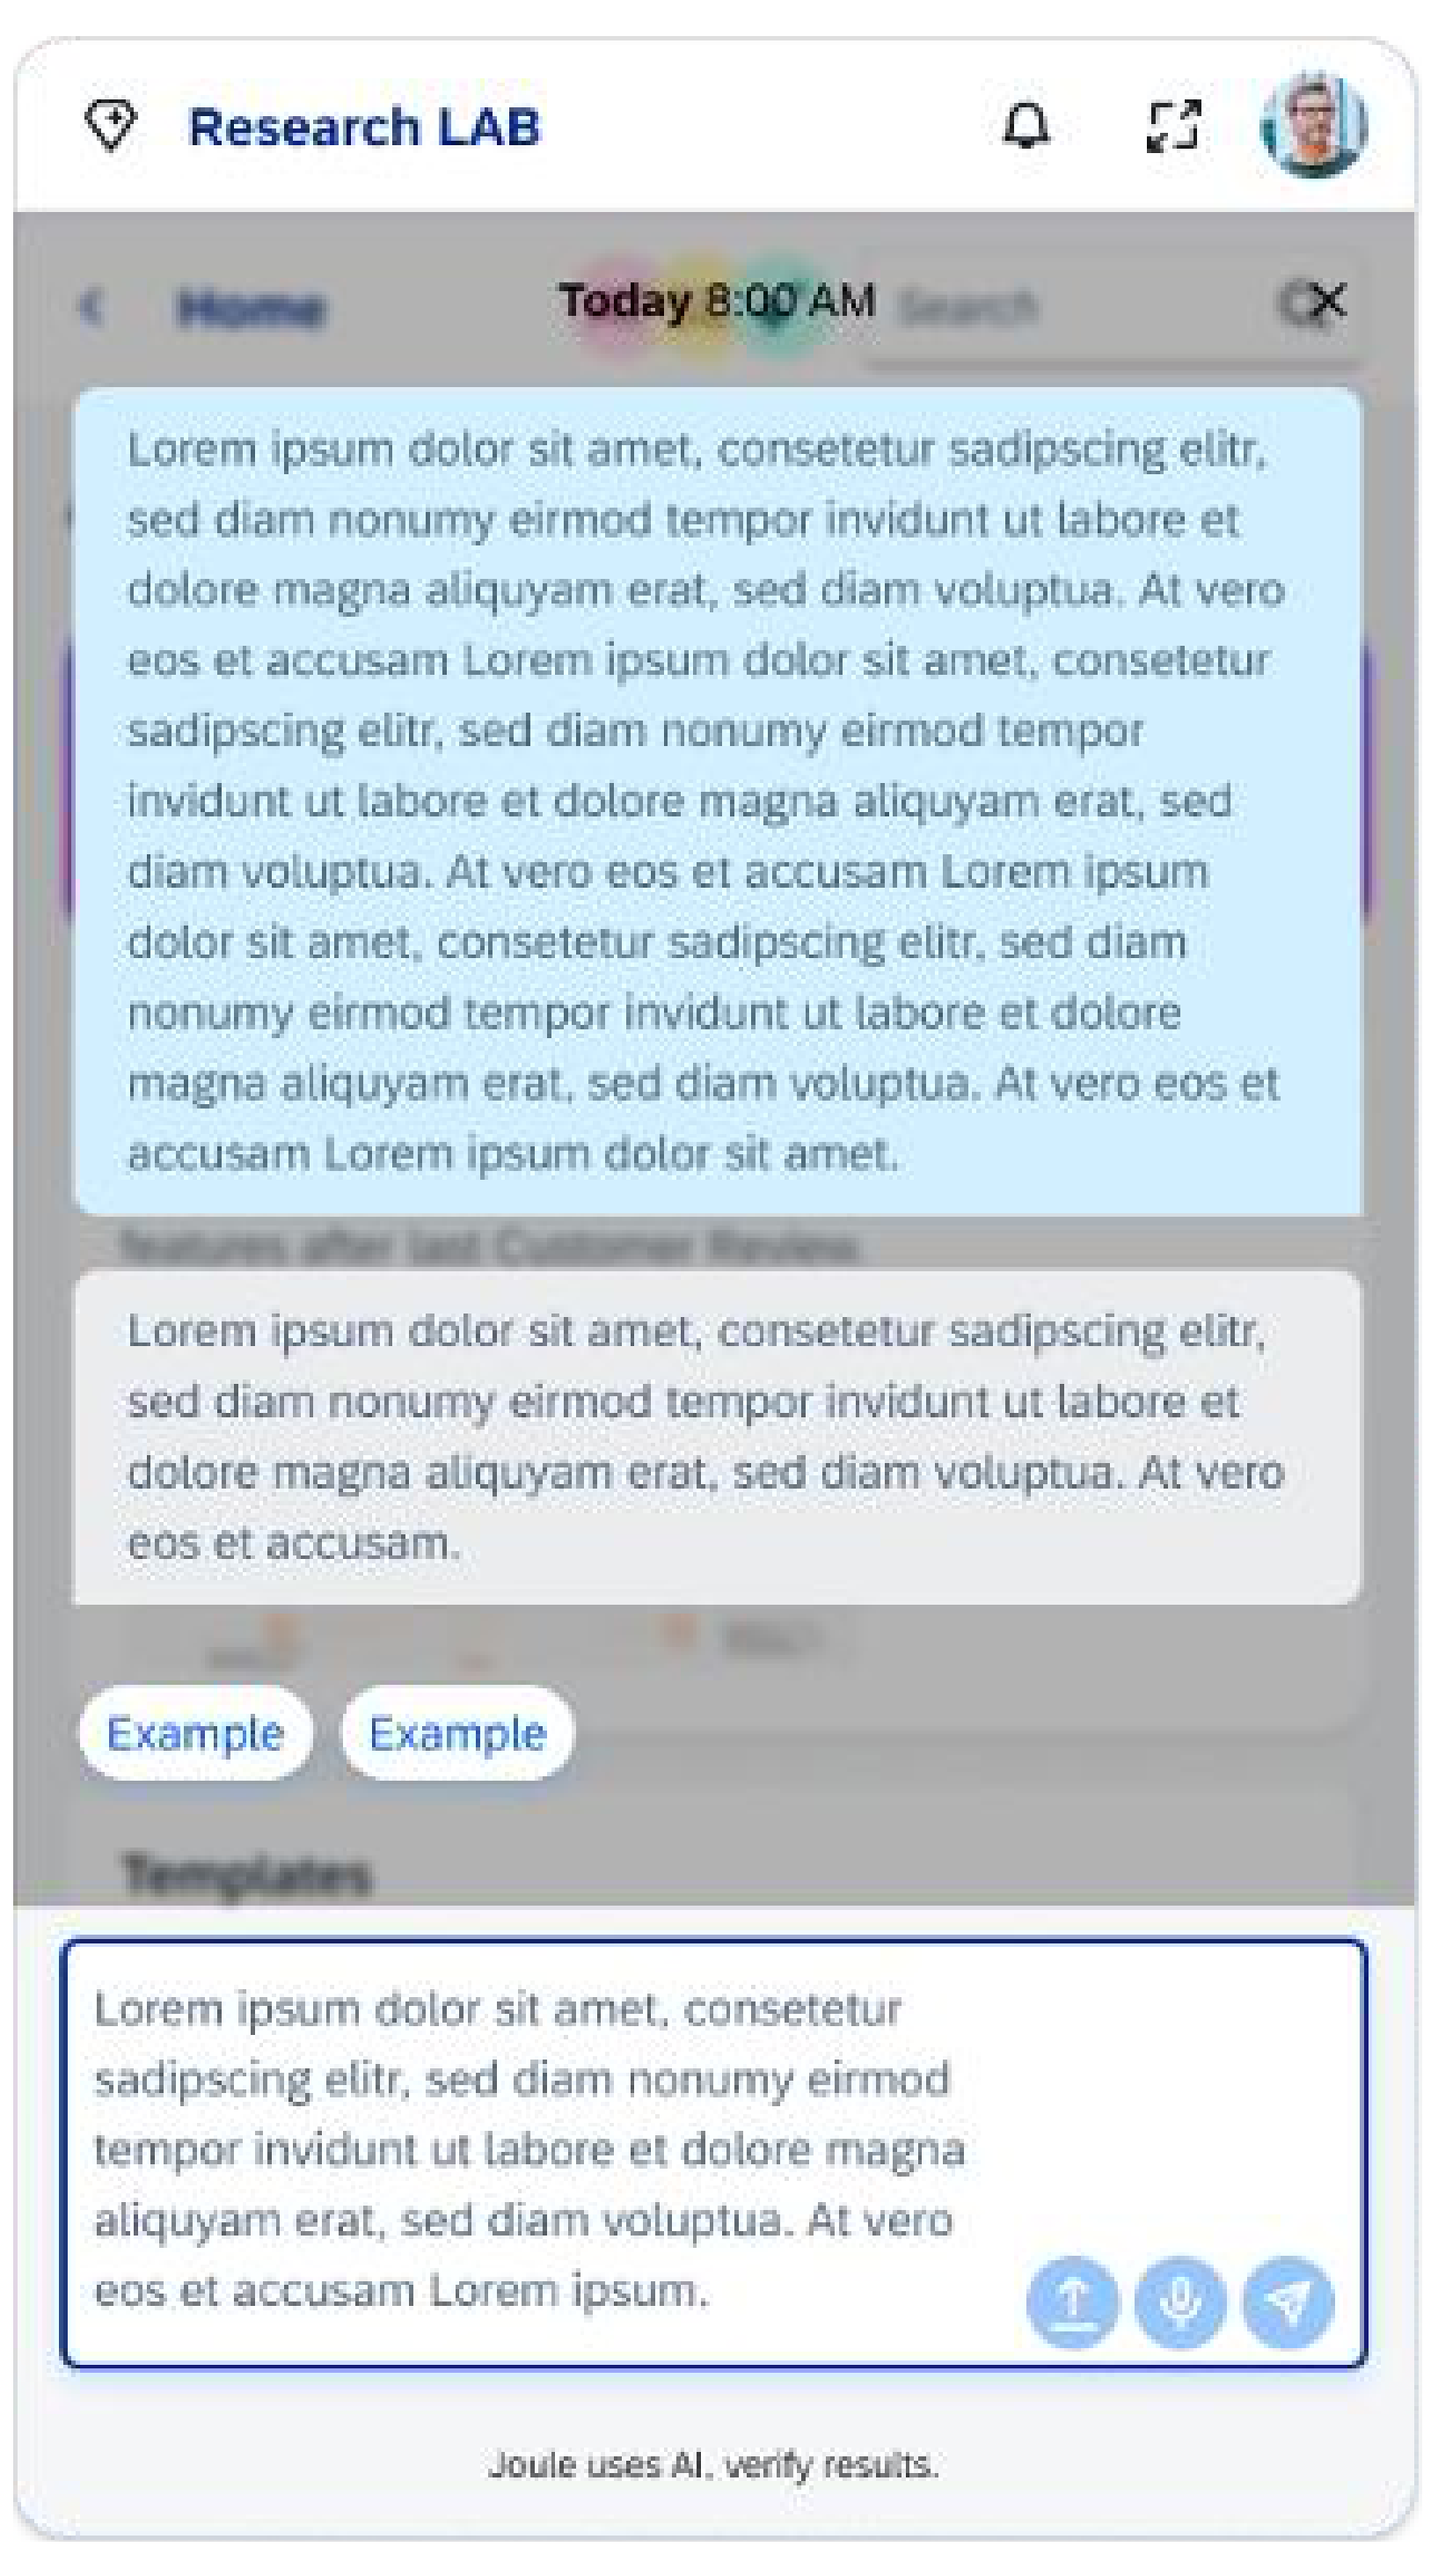 Research LAB
Home
Today 8:00 AM
Search
Lorem ipsum dolor sit amet, consetetur sadipscing elitr,
sed diam nonumy eirmod tempor invidunt ut labore et
dolore magna aliquyam erat, sed diam voluptua. At vero
eos et accusam Lorem ipsum dolor sit amet, consetetur
sadipscing elitr, sed diam nonumy eirmod tempor
invidunt ut labore et dolore magna aliquyam erat, sed
diam voluptua. At vero eos et accusam Lorem ipsum
dolor sit amet, consetetur sadipscing elitr, sed diam
nonumy eirmod tempor invidunt ut labore et dolore
magna aliquyam erat, sed diam voluptua. At vero eos et
accusam Lorem ipsum dolor sit amet.
features after last Customer Review
Lorem ipsum dolor sit amet, consetetur sadipscing elitr,
sed diam nonumy eirmod tempor invidunt ut labore et
dolore magna aliquyam erat, sed diam voluptua. At vero
eos et accusam.
Example
Example
Templates
Lorem ipsum dolor sit amet, consetetur
sadipscing elitr, sed diam nonumy eirmod
tempor invidunt ut labore et dolore magna
aliquyam erat, sed diam voluptua. At vero
eos et accusam Lorem ipsum.
Joule uses AI, verify results.